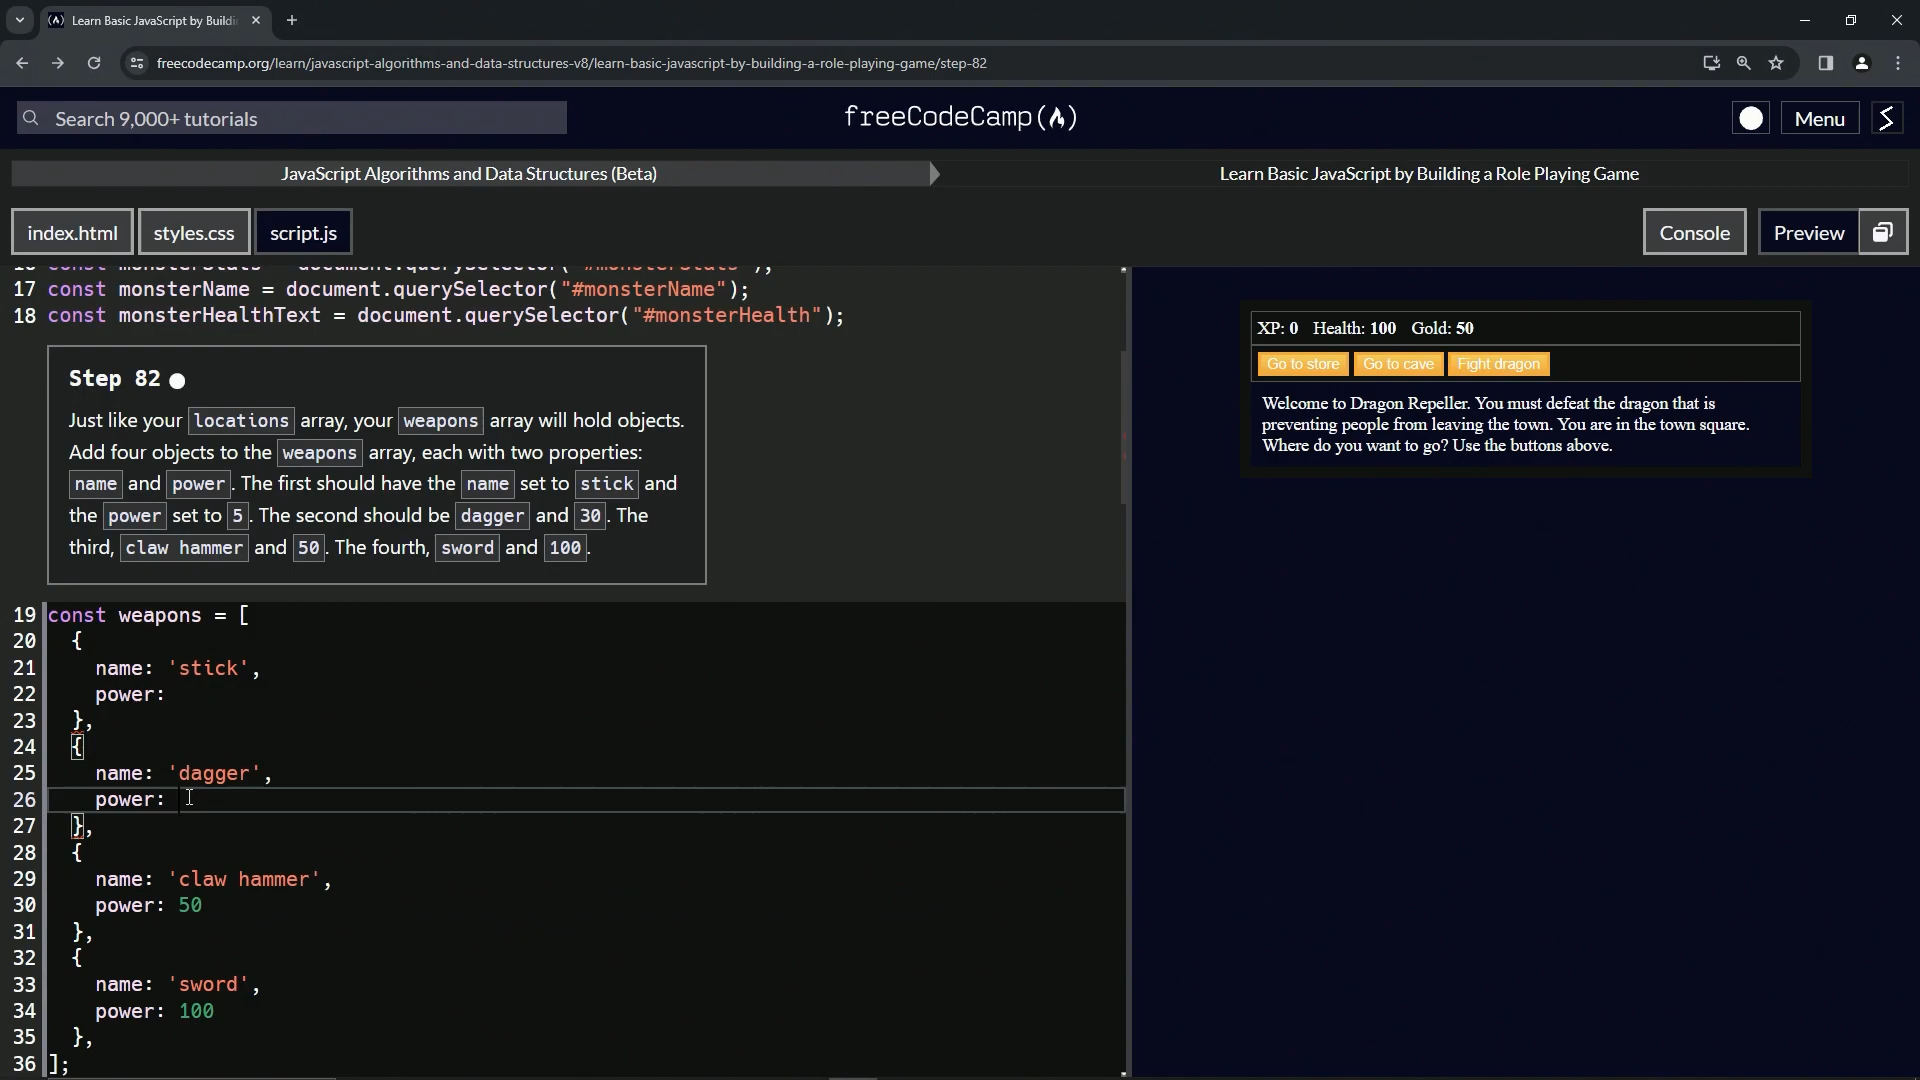 Learn Basic JavaScript by Buildi
freecodecamp.org/learn/javascript-algorithms-and-data-structures-v8/learn-basic-javascript-by-building-a-role-playing-game/step-82
Search 9,000+ tutorials
freeCodeCamp
Menu
JavaScript Algorithms and Data Structures (Beta)
Learn Basic JavaScript by Building a Role Playing Game
index.html
styles.css
script.js
Console
Preview
16 const monsterStats = document.querySelector("#monsterStats");
17 const monsterName = document.querySelector("#monsterName");
18 const monsterHealthText = document.querySelector("#monsterHealth");
Step 82
Just like your locations array, your weapons array will hold objects.
Add four objects to the weapons array, each with two properties:
name and power. The first should have the name set to stick and
the power set to 5. The second should be dagger and 30. The
third, claw hammer and 50. The fourth, sword and 100.
19 const weapons = [
20 {
21 name: 'stick',
22 power:
23 },
24 {
25 name: 'dagger',
26 power:
27 },
28 {
29 name: 'claw hammer',
30 power: 50
31 },
32 {
33 name: 'sword',
34 power: 100
35 },
36 ];
XP: 0 Health: 100 Gold: 50
Go to store
Go to cave
Fight dragon
Welcome to Dragon Repeller. You must defeat the dragon that is
preventing people from leaving the town. You are in the town square.
Where do you want to go? Use the buttons above.